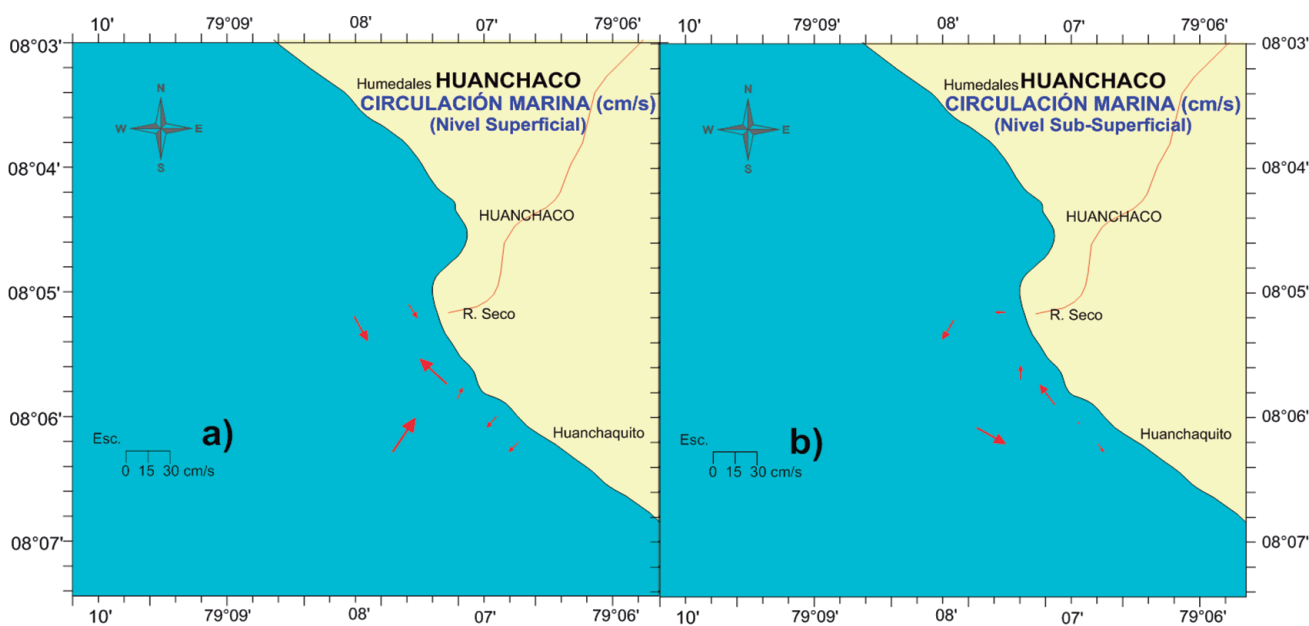 10' 79°09' 08' 07' 79°06'
08°03'
Humedales HUANCHACO
CIRCULACIÓN MARINA (cm/s)
(Nivel Superficial)
N
W E
S
08°04'
HUANCHACO
08°05'
R. Seco
08°06'
a)
Huanchaquito
Esc.
0 15 30 cm/s
08°07'
10' 79°09' 08' 07' 79°06'
10' 79°09' 08' 07' 79°06'
08°03'
Humedales HUANCHACO
CIRCULACIÓN MARINA (cm/s)
(Nivel Sub-Superficial)
N
W E
S
08°04'
HUANCHACO
08°05'
R. Seco
08°06'
b)
Huanchaquito
Esc.
0 15 30 cm/s
08°07'
10' 79°09' 08' 07' 79°06'